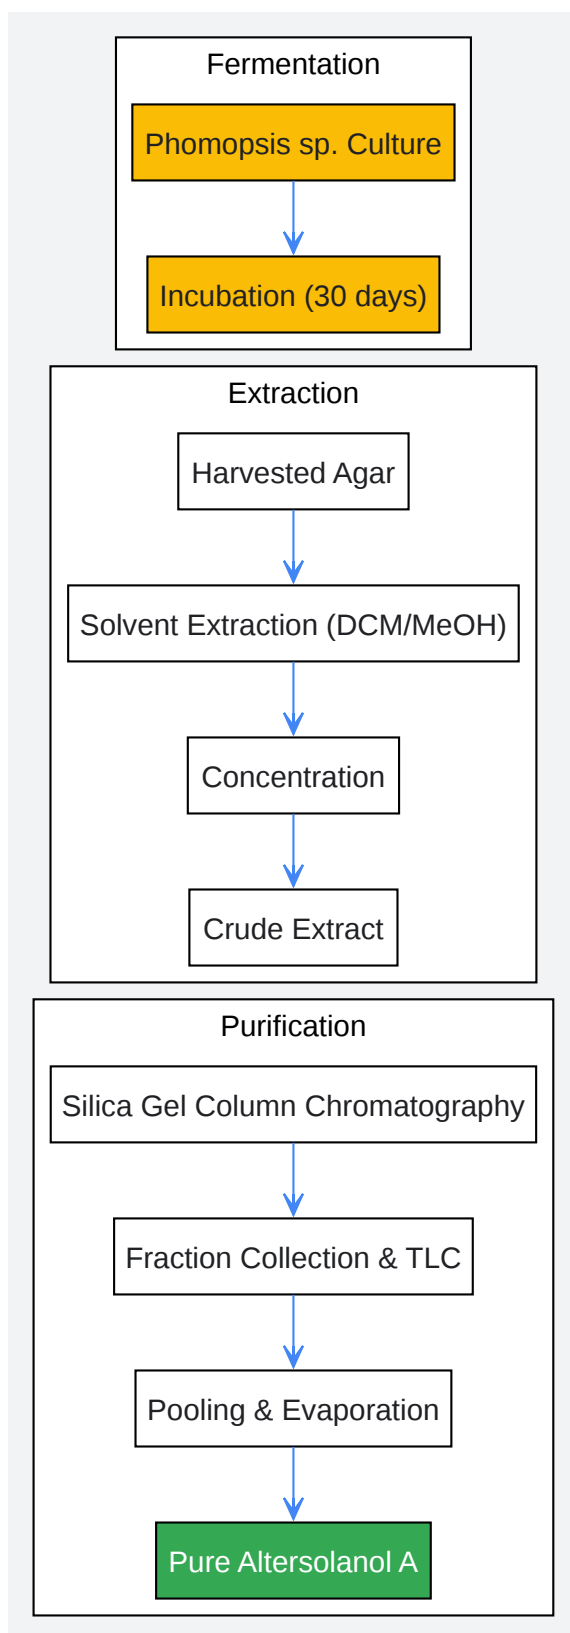 Fermentation
Phomopsis sp. Culture
Incubation (30 days)
Extraction
Harvested Agar
Solvent Extraction (DCM/MeOH)
Concentration
Crude Extract
Purification
Silica Gel Column Chromatography
Fraction Collection & TLC
Pooling & Evaporation
Pure Altersolanol A